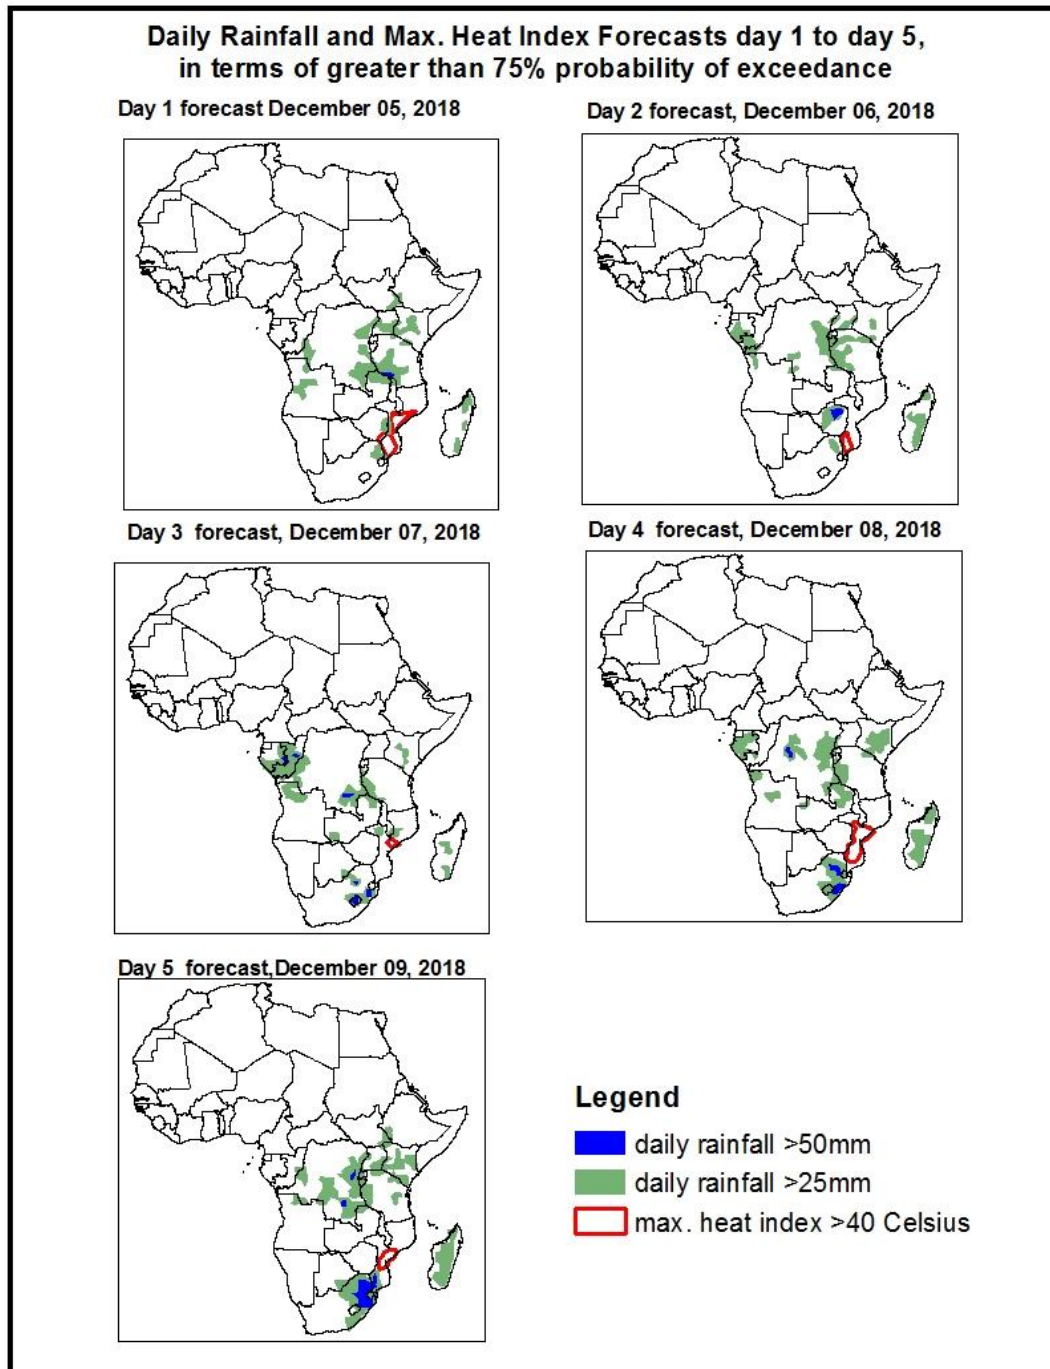 Daily Rainfall and Max. Heat Index Forecasts day 1 to day 5,
in terms of greater than 75% probability of exceedance
Day 1 forecast December 05, 2018
Day 2 forecast, December 06, 2018
Day 3 forecast, December 07, 2018
Day 4 forecast, December 08, 2018
Day 5 forecast,December 09, 2018
Legend
daily rainfall >50mm
daily rainfall >25mm
max. heat index >40 Celsius